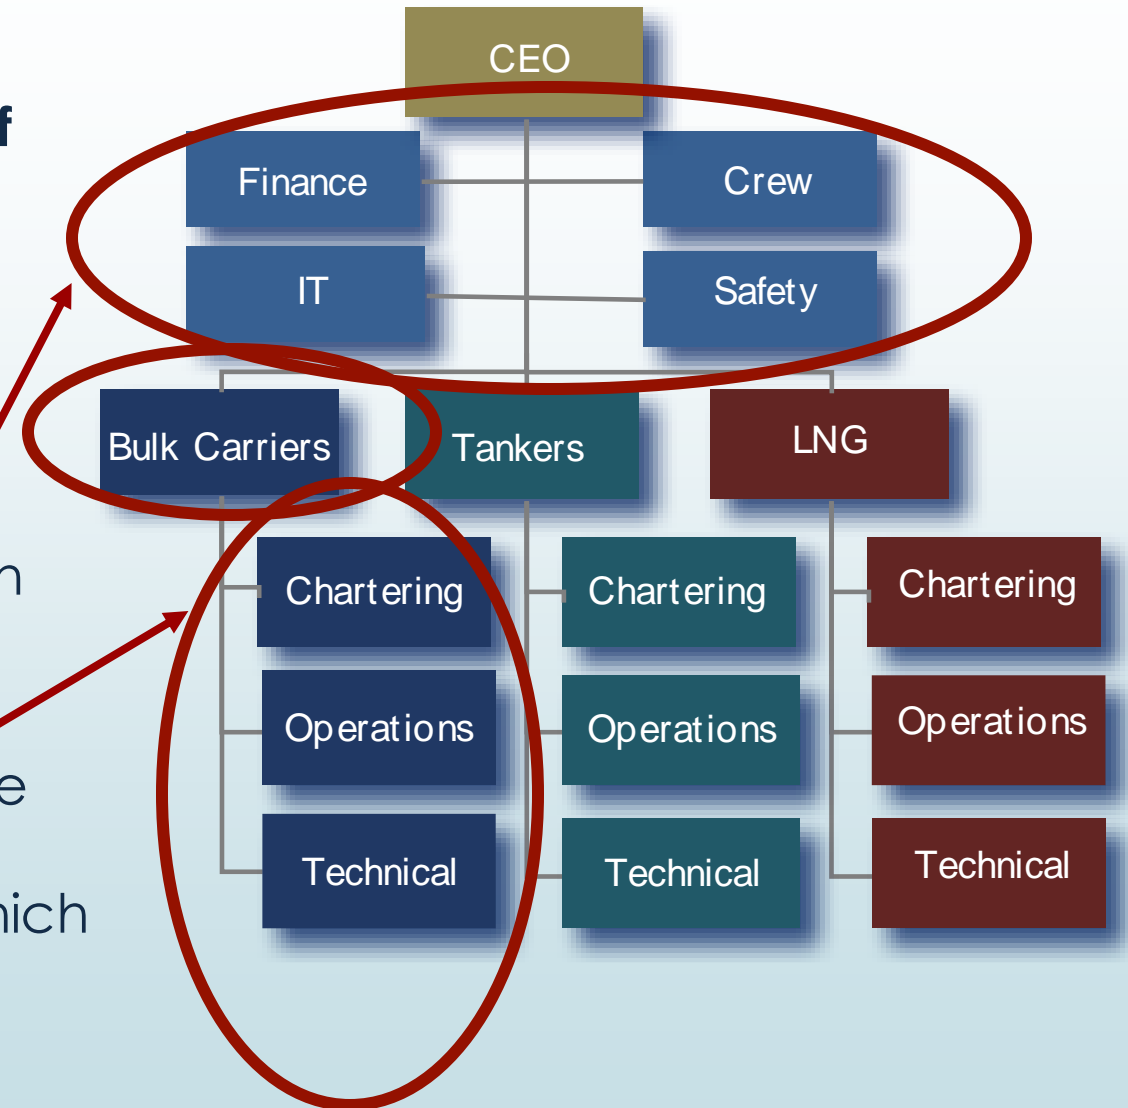 CEO
f
Finance
Crew
IT
Safety
Bulk Carriers
Tankers
LNG
Chartering
Chartering
Chartering
Operations
Operations
Operations
Technical
Technical
Technical